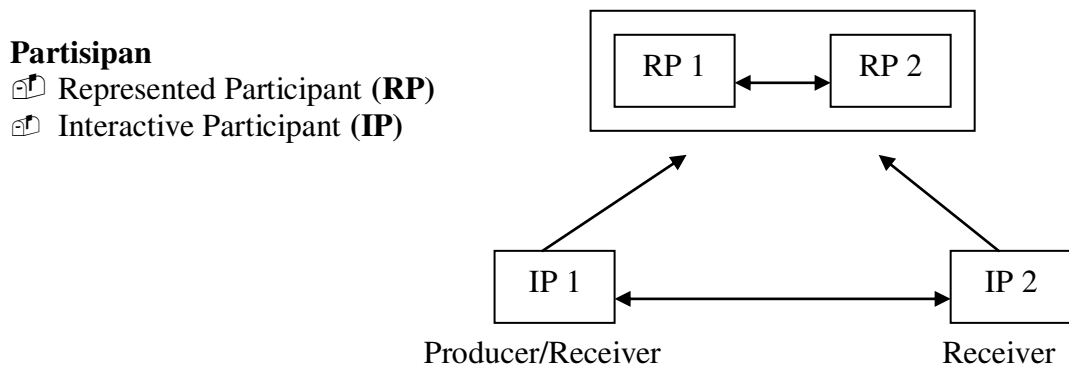 Partisipan
Represented Participant (RP)
Interactive Participant (IP)
RP 1
RP 2
IP 1
IP 2
Producer/Receiver
Receiver